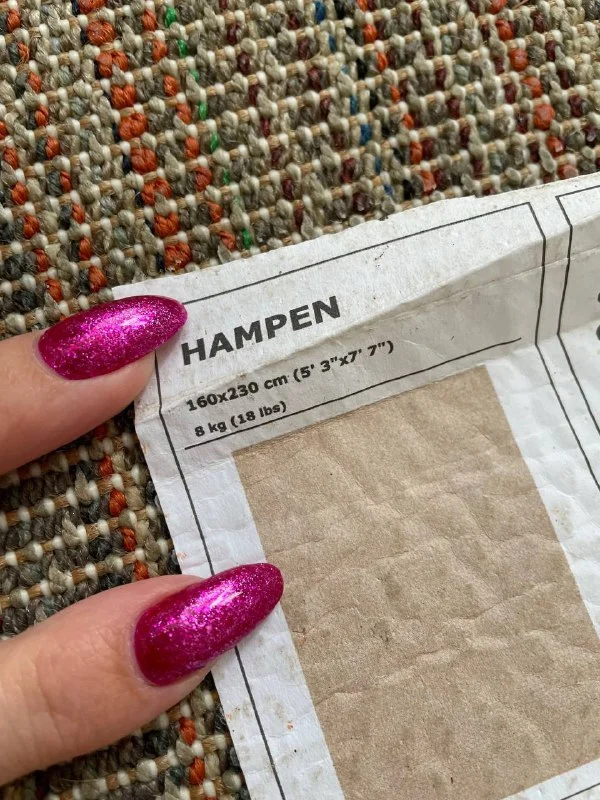 HAMPEN
160x230 cm (5' 3"x7' 7")
8 kg (18 lbs)